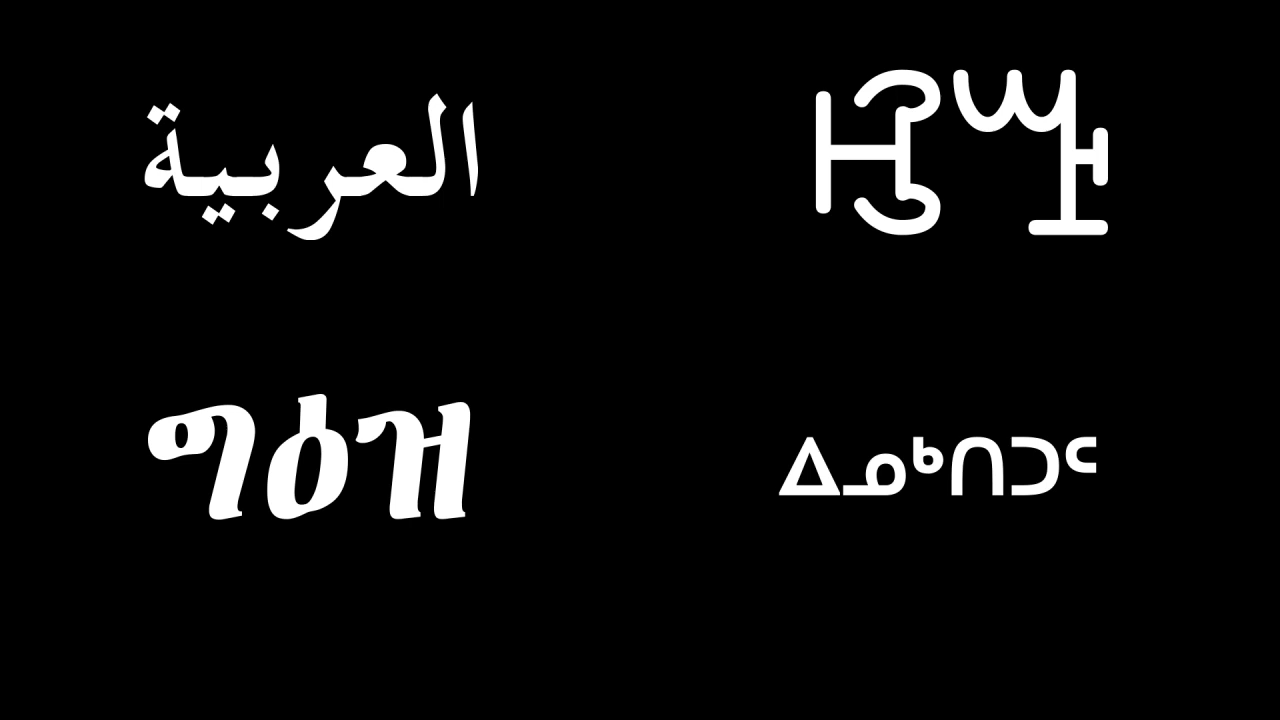 العربية
ግዕዝ
ᐃᓄᒃᑎᑐᑦ